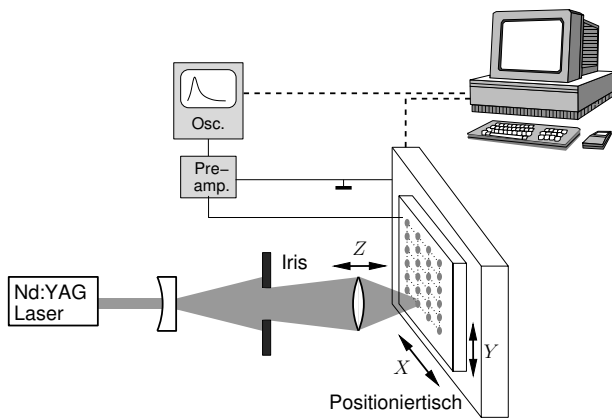 Osc.
Pre–
amp.
Iris
Z
Nd:YAG
Laser
X
Y
Positioniertisch